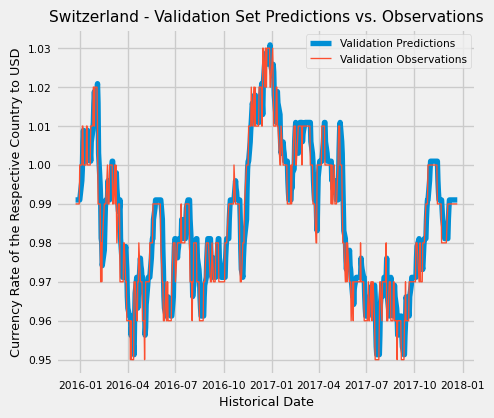 Switzerland - Validation Set Predictions vs. Observations
Currency Rate of the Respective Country to USD
1.03
1.02
1.01
1.00
0.99
0.98
0.97
0.96
0.95
Validation Predictions
Validation Observations
2016-01 2016-04 2016-07 2016-10 2017-01 2017-04 2017-07 2017-10 2018-01
Historical Date